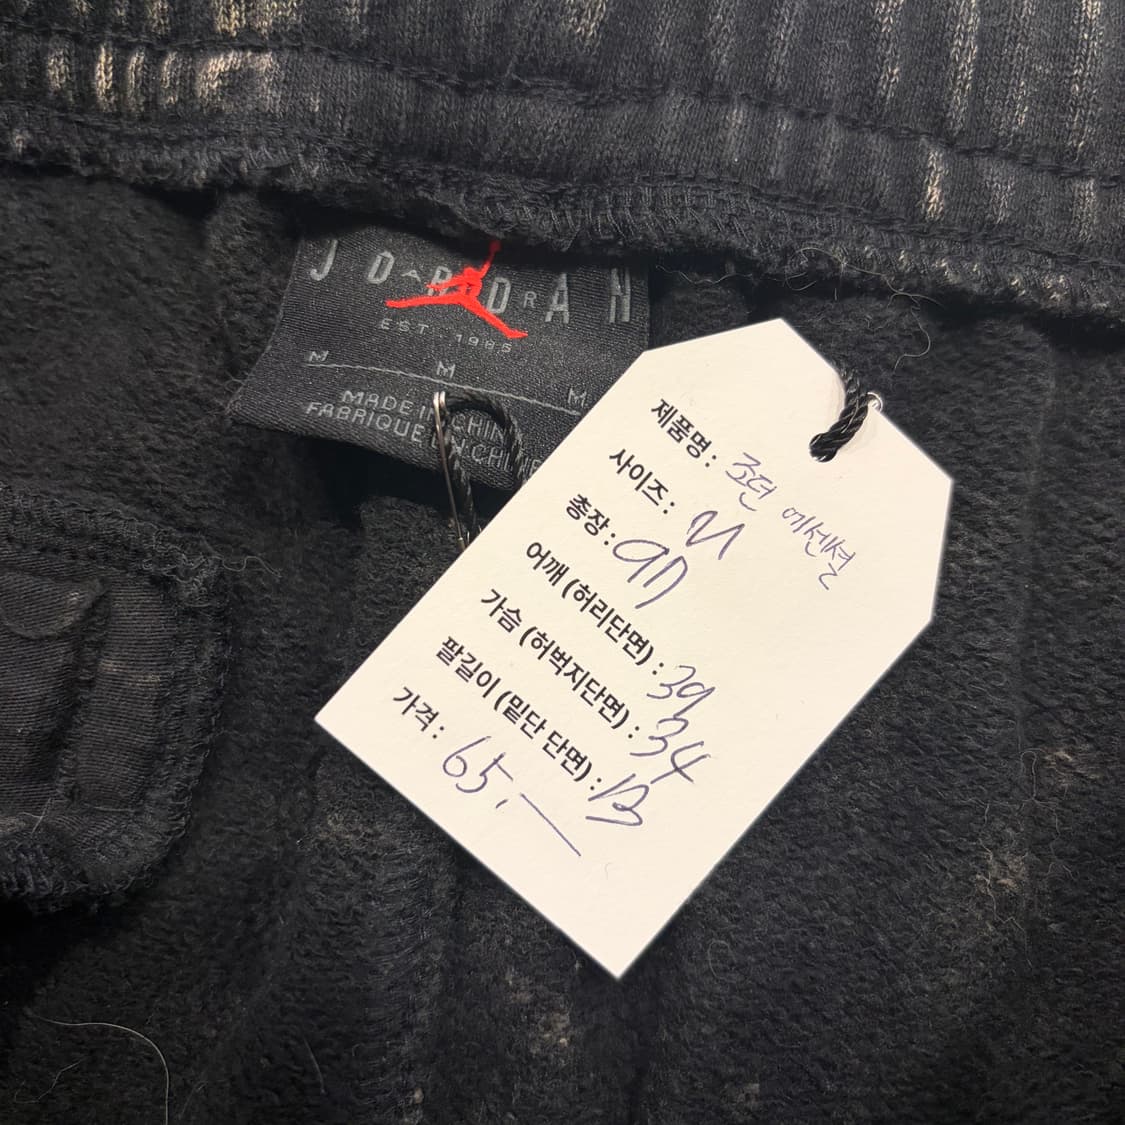 JORDAN
AIR
EST. 1985
M M M
MADE IN CHINA
FABRIQUE EN CHINE
제품명 : 조던 에센셜
사이즈 : M
총장 : 97
어깨 (허리단면) : 39
가슴 (허벅지단면) : 34
팔길이 (밑단 단면) : 13
가격 : 65,—